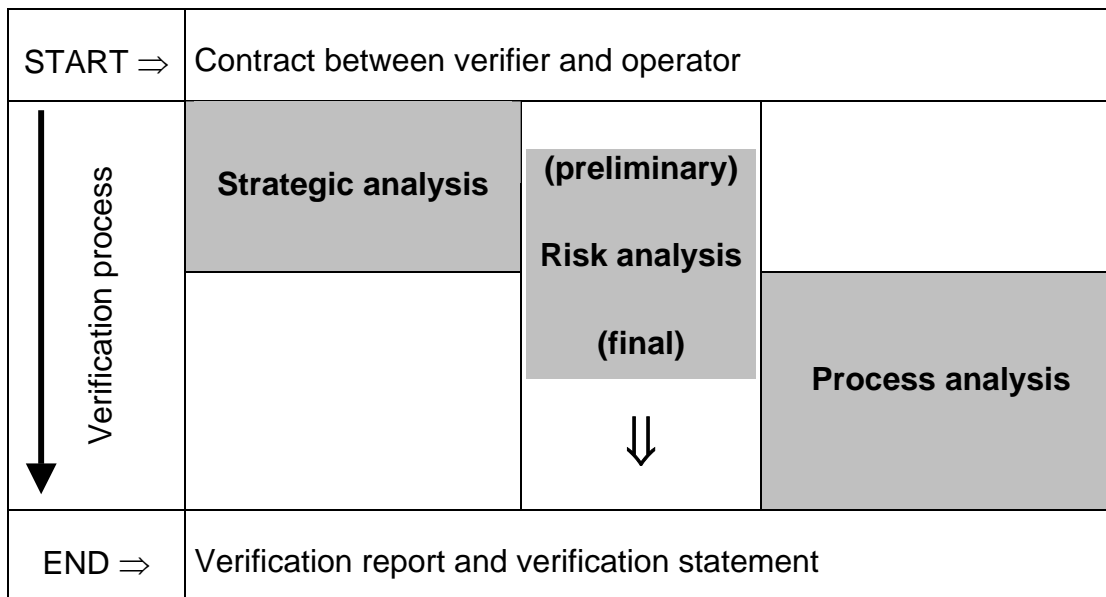 START ⇒
Contract between verifier and operator
Verification process
Strategic analysis
(preliminary)
Risk analysis
(final)
⇓
Process analysis
END ⇒
Verification report and verification statement